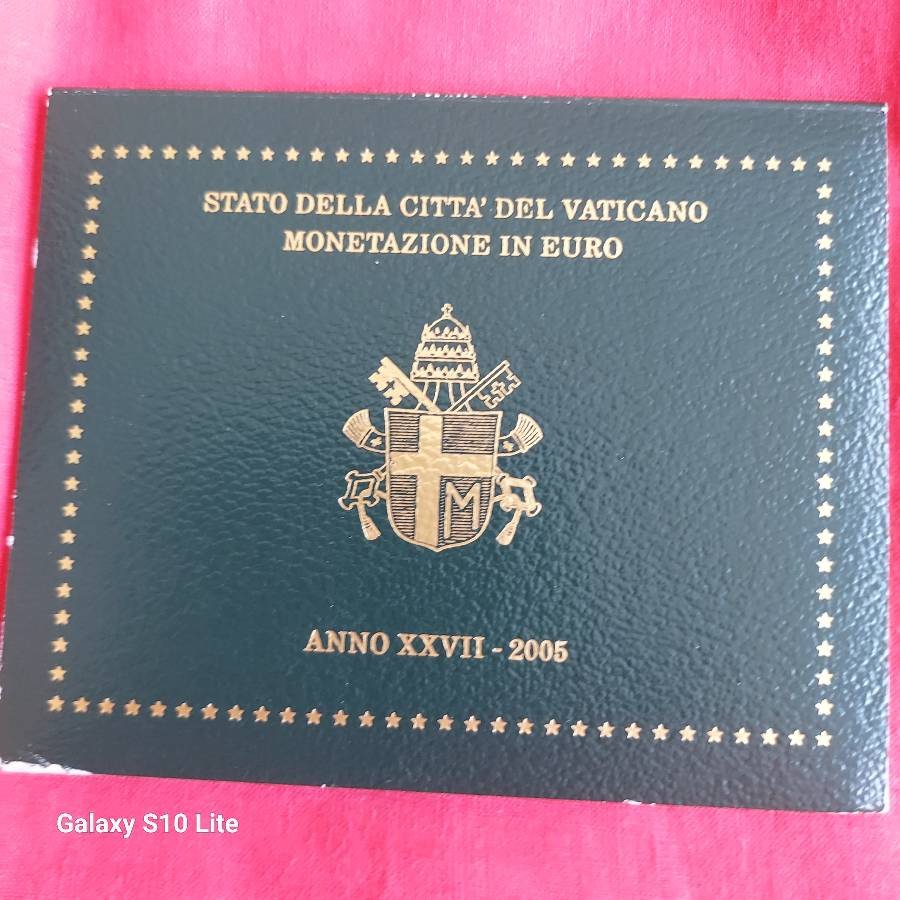 STATO DELLA CITTA' DEL VATICANO
MONETAZIONE IN EURO
M
ANNO XXVII - 2005
Galaxy S10 Lite